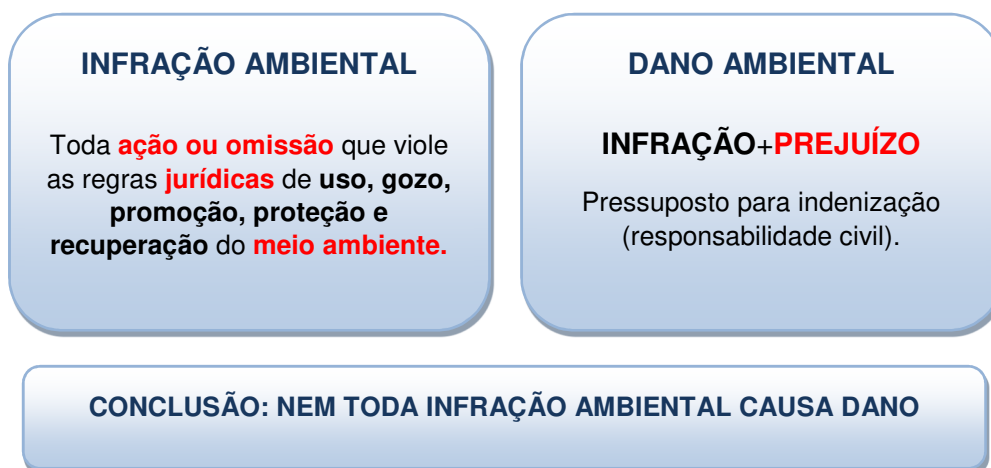 INFRAÇÃO AMBIENTAL
Toda ação ou omissão que viole
as regras jurídicas de uso, gozo,
promoção, proteção e
recuperação do meio ambiente.
DANO AMBIENTAL
INFRAÇÃO+PREJUÍZO
Pressuposto para indenização
(responsabilidade civil).
CONCLUSÃO: NEM TODA INFRAÇÃO AMBIENTAL CAUSA DANO